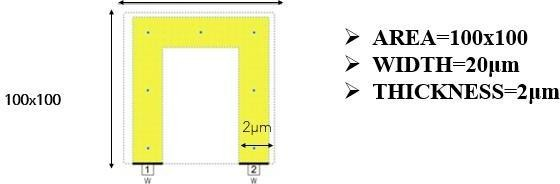 AREA=100x100
WIDTH=20μm
THICKNESS=2μm
100x100
2μm
1
2
W
W